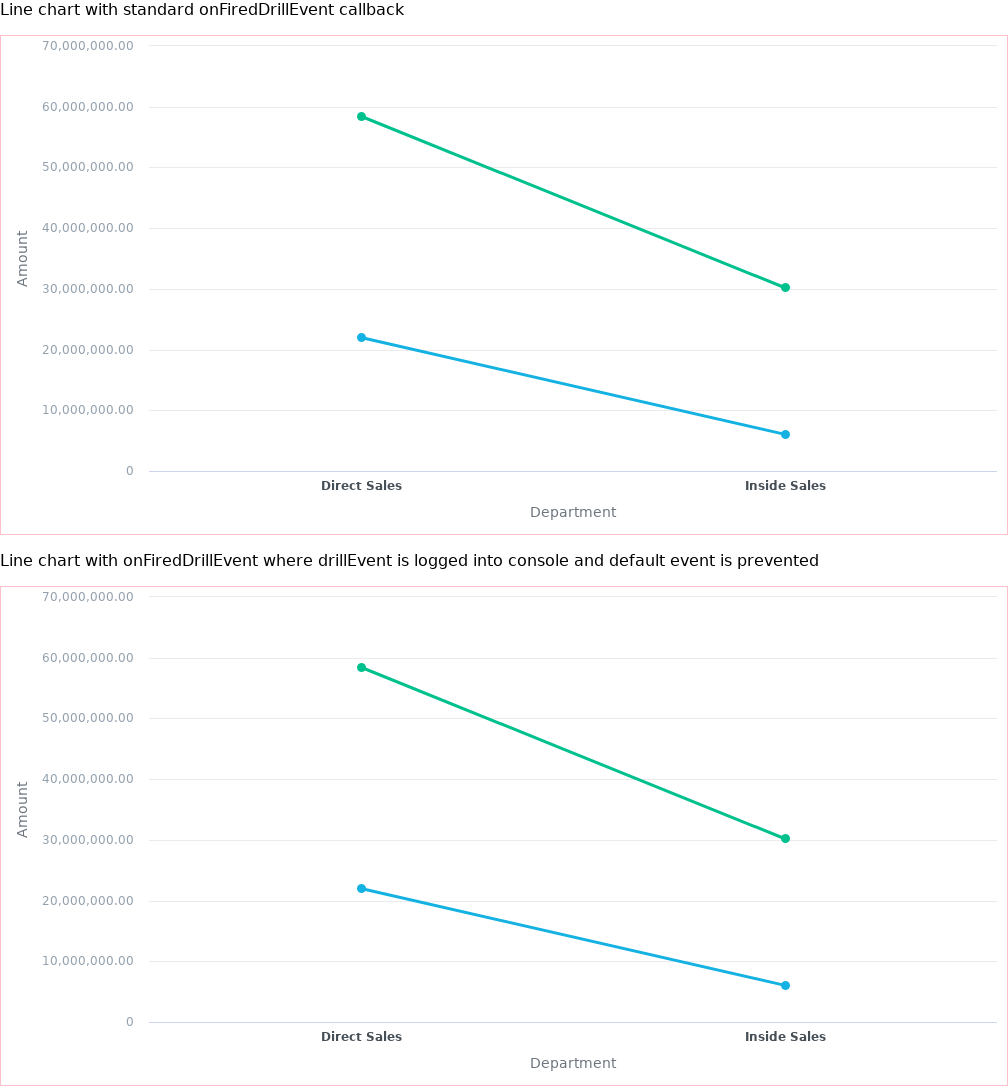 Line chart with standard onFiredDrillEvent callback
70,000,000.00
60,000,000.00
50,000,000.00
40,000,000.00
30,000,000.00
20,000,000.00
10,000,000.00
0
Amount
Direct Sales
Inside Sales
Department
Line chart with onFiredDrillEvent where drillEvent is logged into console and default event is prevented
70,000,000.00
60,000,000.00
50,000,000.00
40,000,000.00
30,000,000.00
20,000,000.00
10,000,000.00
0
Amount
Direct Sales
Inside Sales
Department